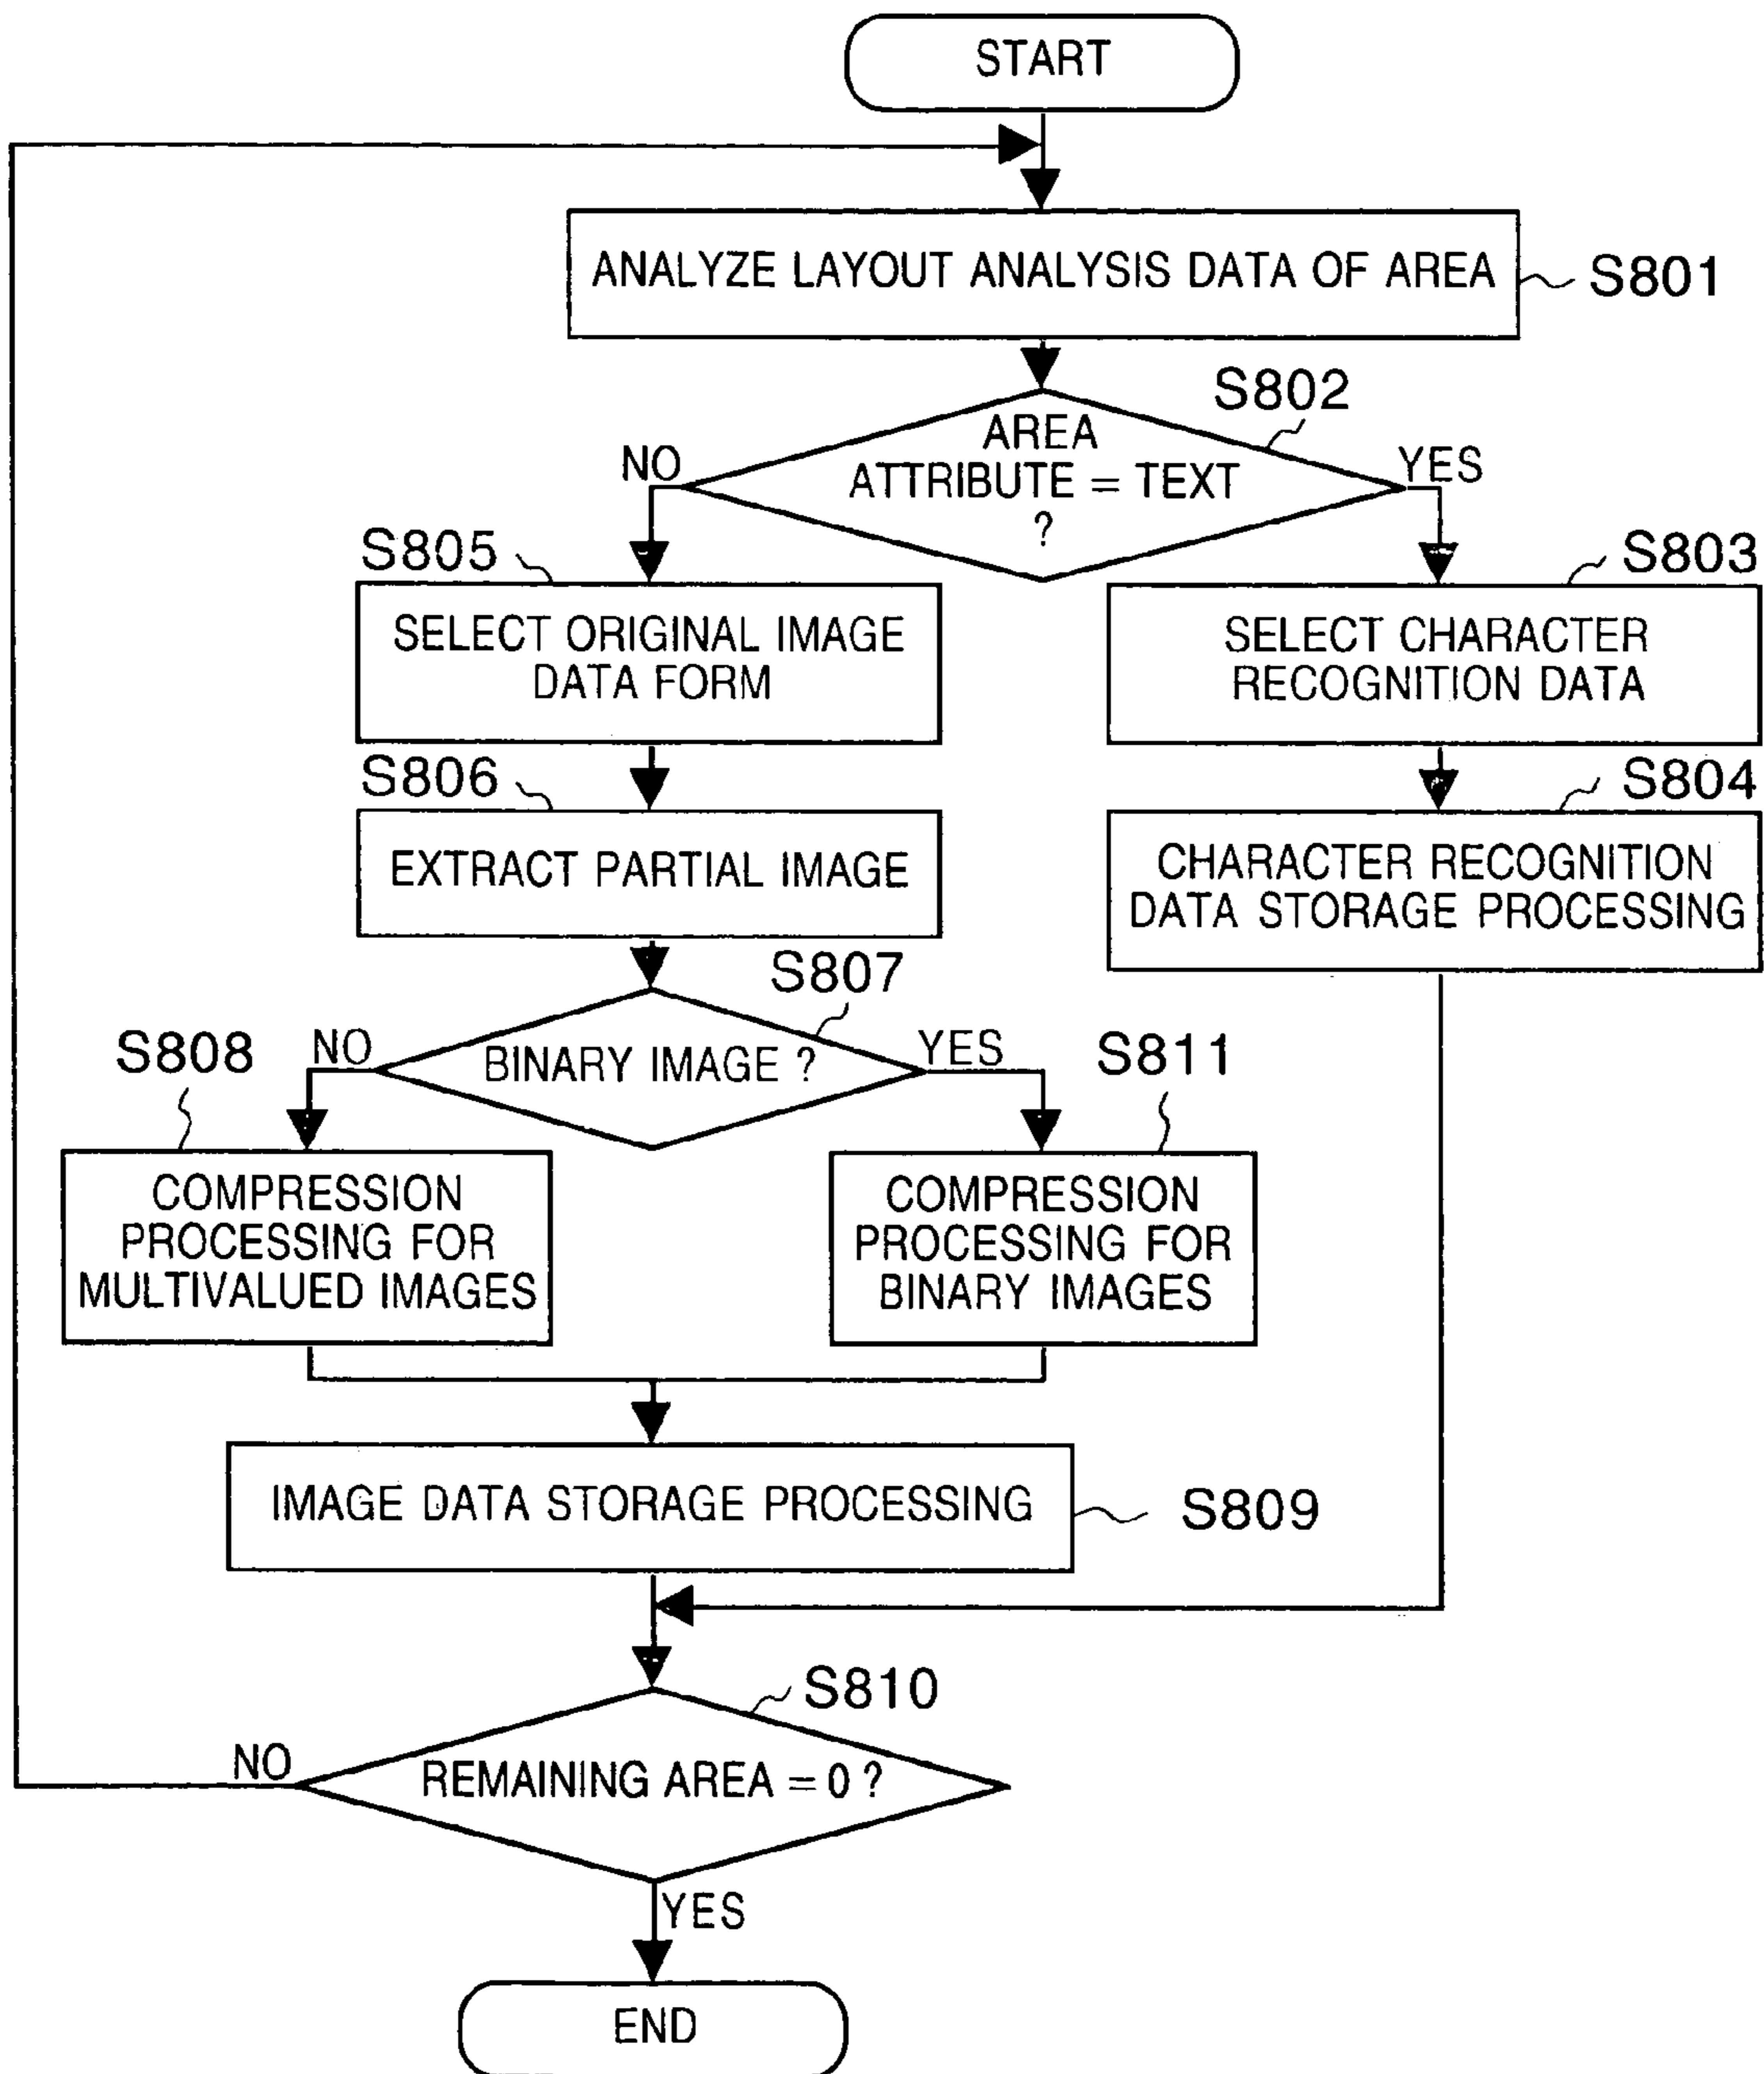 START
ANALYZE LAYOUT ANALYSIS DATA OF AREA
S801
S802
AREA
ATTRIBUTE = TEXT
?
NO
YES
S805
SELECT ORIGINAL IMAGE
DATA FORM
S803
SELECT CHARACTER
RECOGNITION DATA
S806
EXTRACT PARTIAL IMAGE
S804
CHARACTER RECOGNITION
DATA STORAGE PROCESSING
S807
BINARY IMAGE ?
NO
YES
S808
COMPRESSION
PROCESSING FOR
MULTIVALUED IMAGES
S811
COMPRESSION
PROCESSING FOR
BINARY IMAGES
IMAGE DATA STORAGE PROCESSING
S809
S810
REMAINING AREA = 0 ?
NO
YES
END